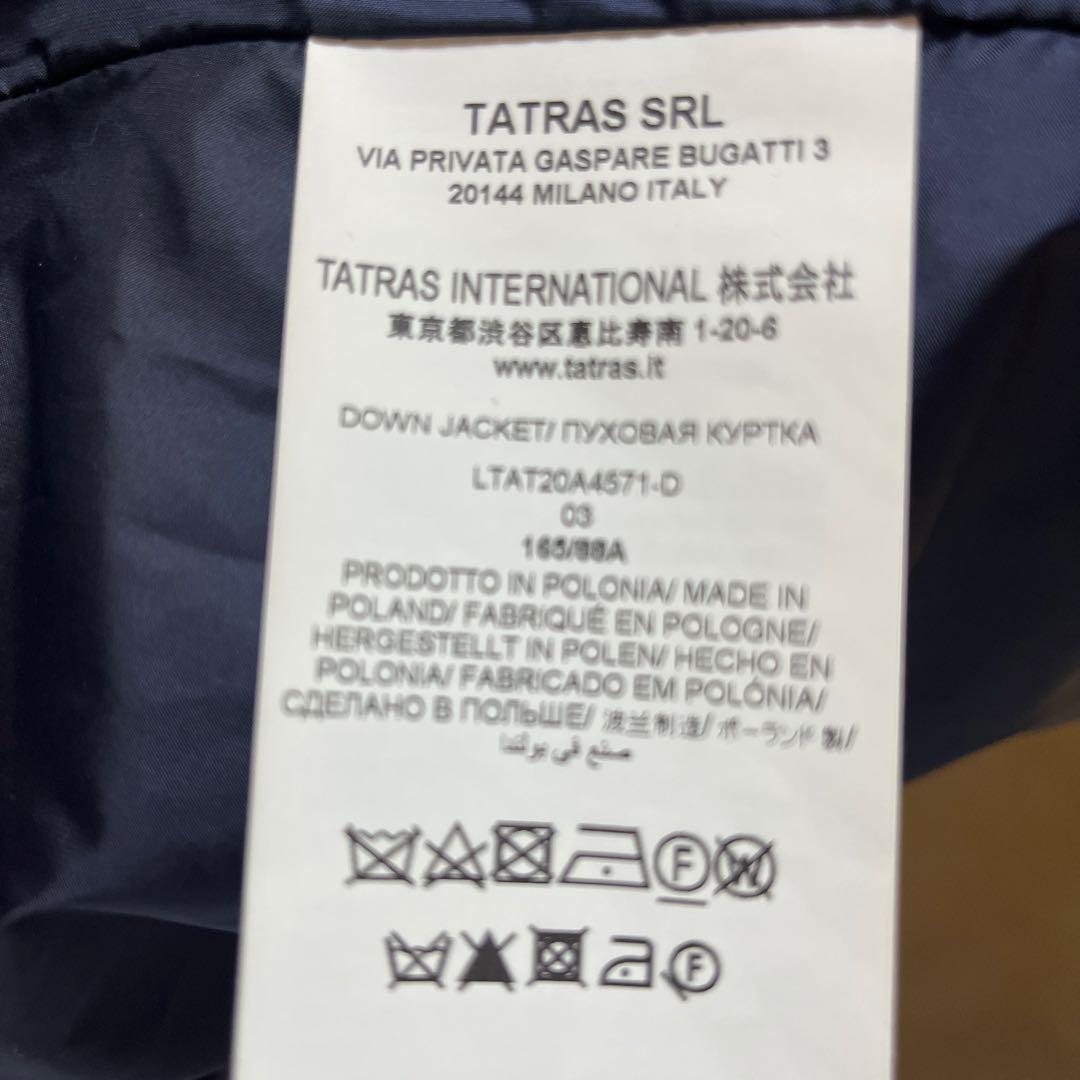 TATRAS SRL
VIA PRIVATA GASPARE BUGATTI 3
20144 MILANO ITALY
TATRAS INTERNATIONAL 株式会社
東京都渋谷区恵比寿南 1-20-6
www.tatras.it
DOWN JACKET/ ПУХОВАЯ КУРТКА
LTAT20A4571-D
03
PRODOTTO IN POLONIA/ MADE IN
POLAND/ FABRIQUÉ EN POLOGNE/
HERGESTELLT IN POLEN/ HECHO EN
POLONIA/ FABRICADO EM POLÓNIA/
СДЕЛАНО В ПОЛЬШЕ/ 波兰制造/ ポーランド製/
صنع في بولندا
F W
F